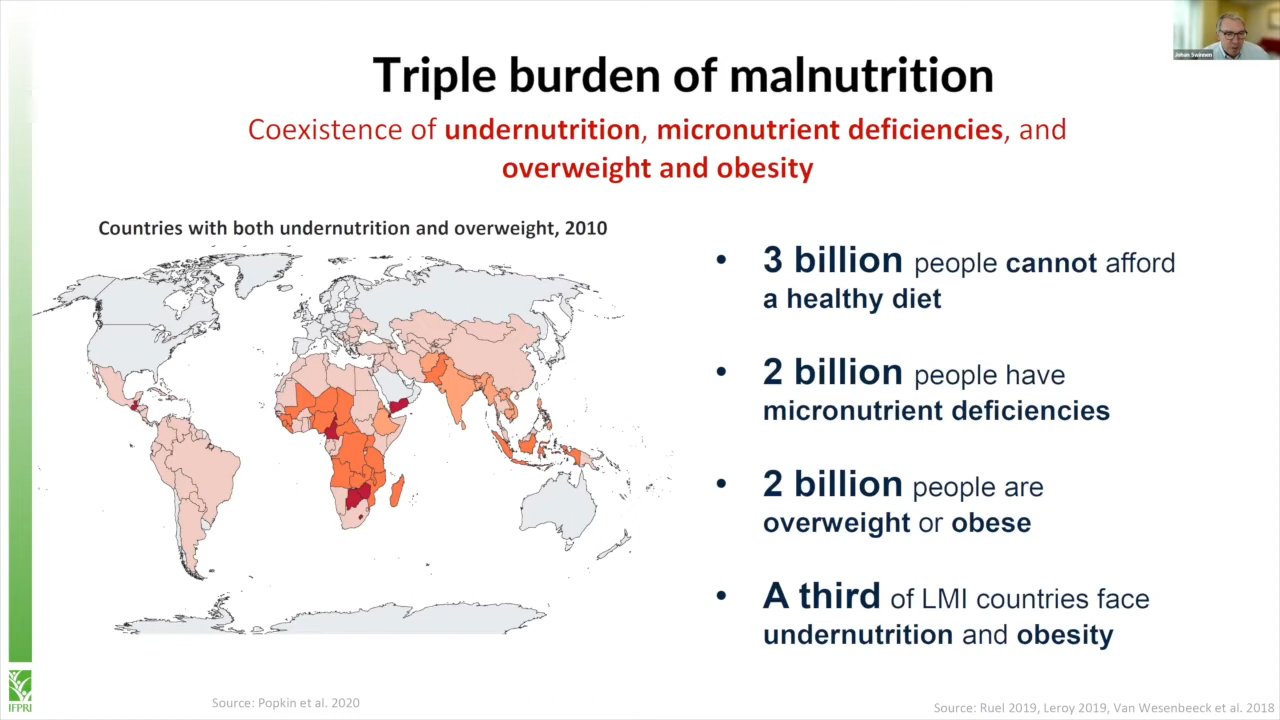 Johan Swinnen
Triple burden of malnutrition
Coexistence of undernutrition, micronutrient deficiencies, and
overweight and obesity
Countries with both undernutrition and overweight, 2010
• 3 billion people cannot afford
a healthy diet
• 2 billion people have
micronutrient deficiencies
• 2 billion people are
overweight or obese
• A third of LMI countries face
undernutrition and obesity
IFPRI
Source: Popkin et al. 2020
Source: Ruel 2019, Leroy 2019, Van Wesenbeeck et al. 2018